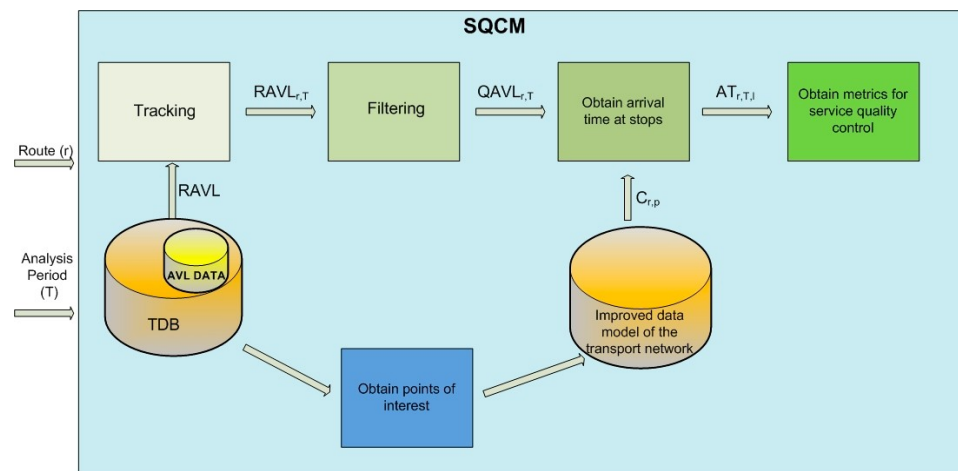 SQCM
Tracking
RAVLr,T
Filtering
QAVLr,T
Obtain arrival
time at stops
ATr,T,I
Obtain metrics for
service quality
control
Route (r)
RAVL
Cr,p
Analysis
Period
(T)
AVL DATA
TDB
Improved data
model of the
transport network
Obtain points of
interest